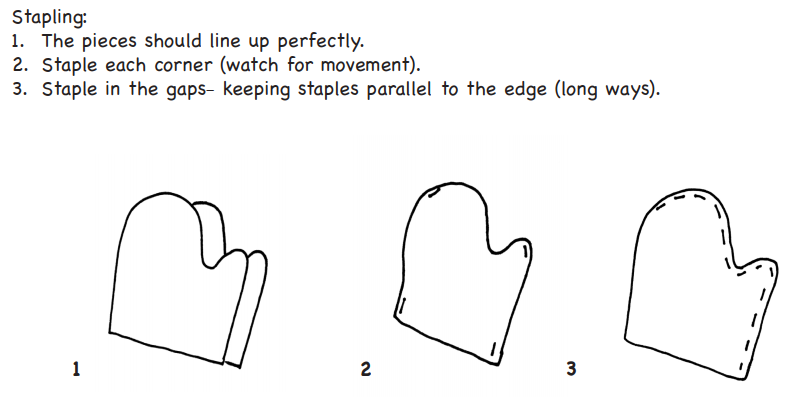 Stapling:
1. The pieces should line up perfectly.
2. Staple each corner (watch for movement).
3. Staple in the gaps- keeping staples parallel to the edge (long ways).
1 2 3